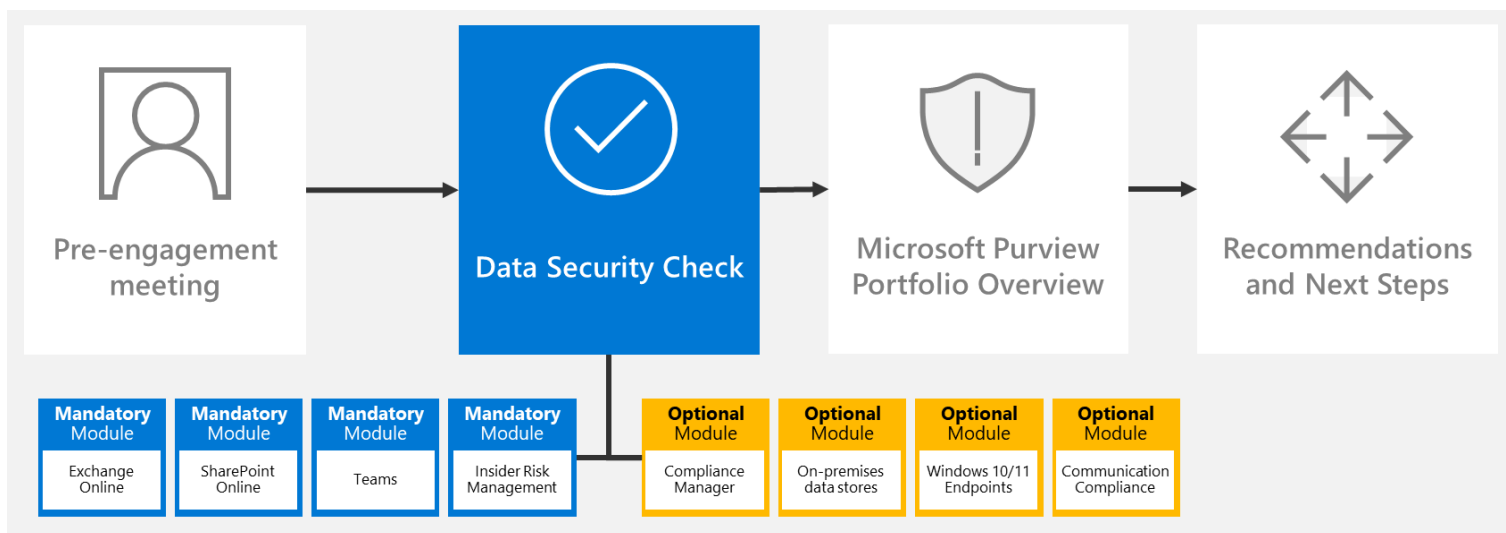 Pre-engagement
meeting
Data Security Check
Microsoft Purview
Portfolio Overview
Recommendations
and Next Steps
Mandatory
Module
Exchange
Online
Mandatory
Module
SharePoint
Online
Mandatory
Module
Teams
Mandatory
Module
Insider Risk
Management
Optional
Module
Compliance
Manager
Optional
Module
On-premises
data stores
Optional
Module
Windows 10/11
Endpoints
Optional
Module
Communication
Compliance